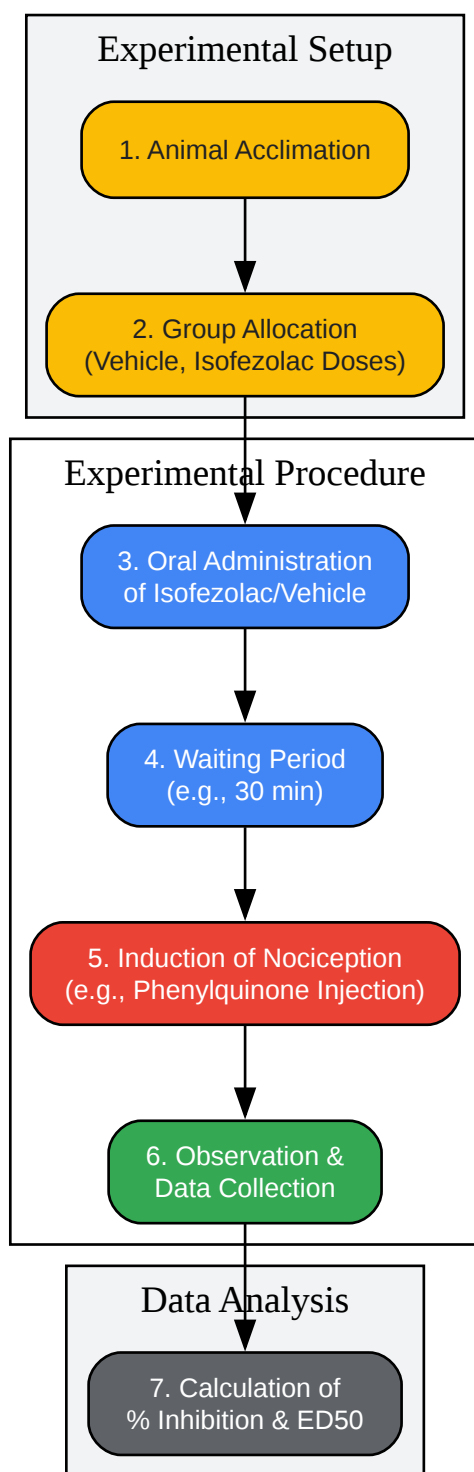 Experimental Setup
1. Animal Acclimation
2. Group Allocation
(Vehicle, Isofezolac Doses)
Experimental Procedure
3. Oral Administration
of Isofezolac/Vehicle
4. Waiting Period
(e.g., 30 min)
5. Induction of Nociception
(e.g., Phenylquinone Injection)
6. Observation &
Data Collection
Data Analysis
7. Calculation of
% Inhibition & ED50